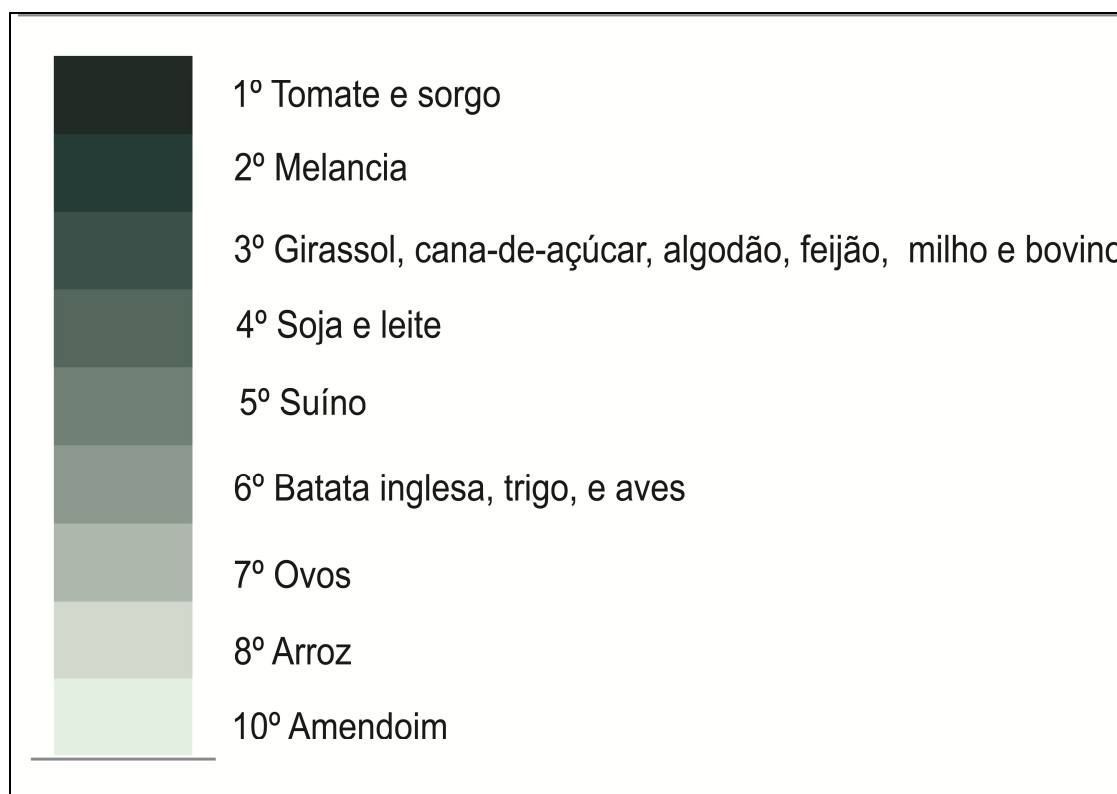 1º Tomate e sorgo
2º Melancia
3º Girassol, cana-de-açúcar, algodão, feijão, milho e
4º Soja e leite
5º Suíno
6º Batata inglesa, trigo, e aves
7º Ovos
8º Arroz
10º Amendoim